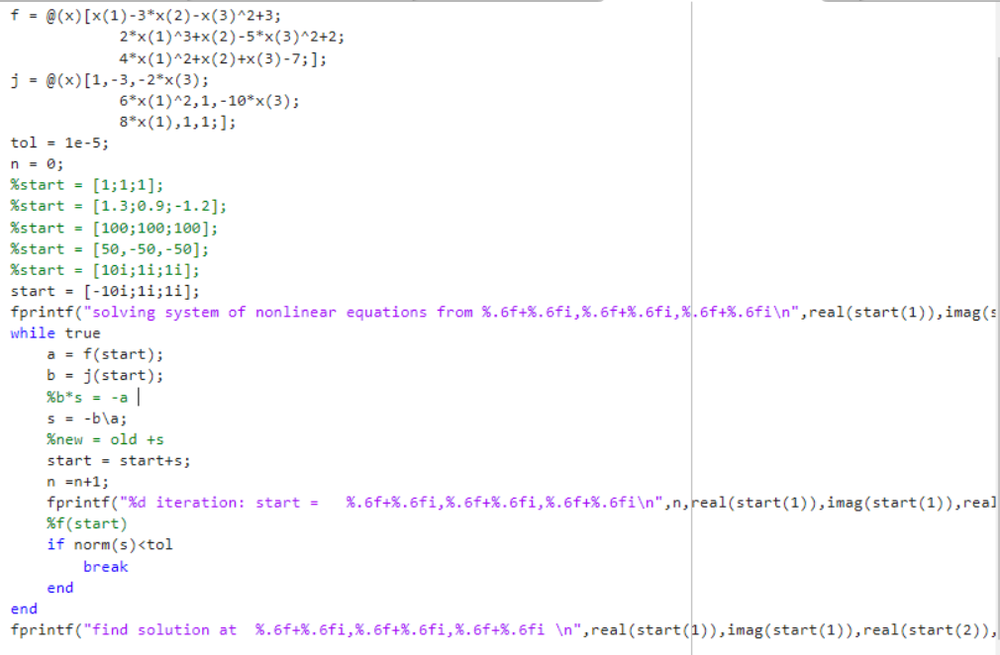 f = @(x)[x(1)-3*x(2)-x(3)^2+3;
2*x(1)^3+x(2)-5*x(3)^2+2;
4*x(1)^2+x(2)+x(3)-7;];
j = @(x)[1,-3,-2*x(3);
6*x(1)^2,1,-10*x(3);
8*x(1),1,1;];
tol = 1e-5;
n = 0;
%start = [1;1;1];
%start = [1.3;0.9;-1.2];
%start = [100;100;100];
%start = [50,-50,-50];
%start = [10i;1i;1i];
start = [-10i;1i;1i];
fprintf("solving system of nonlinear equations from %.6f+%.6fi,%.6f+%.6fi,%.6f+%.6fi\n",real(start(1)),imag(s
while true
a = f(start);
b = j(start);
%b*s = -a
s = -b\a;
%new = old +s
start = start+s;
n =n+1;
fprintf("%d iteration: start =   %.6f+%.6fi,%.6f+%.6fi,%.6f+%.6fi\n",n,real(start(1)),imag(start(1)),real
%f(start)
if norm(s)<tol
break
end
end
fprintf("find solution at  %.6f+%.6fi,%.6f+%.6fi,%.6f+%.6fi \n",real(start(1)),imag(start(1)),real(start(2)),